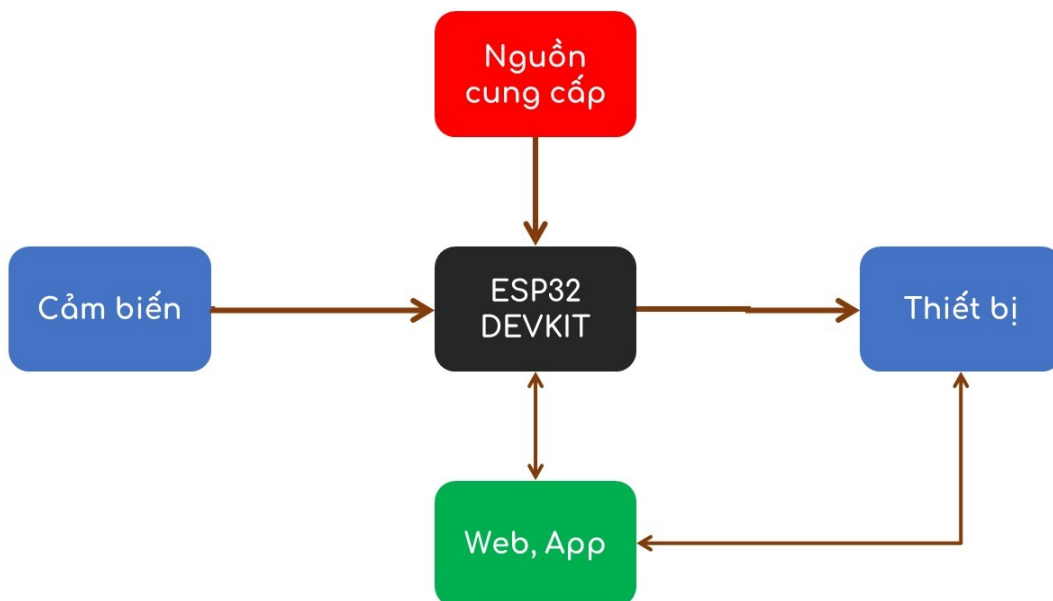 Nguồn
cung cấp
Cảm biến
ESP32
DEVKIT
Thiết bị
Web, App